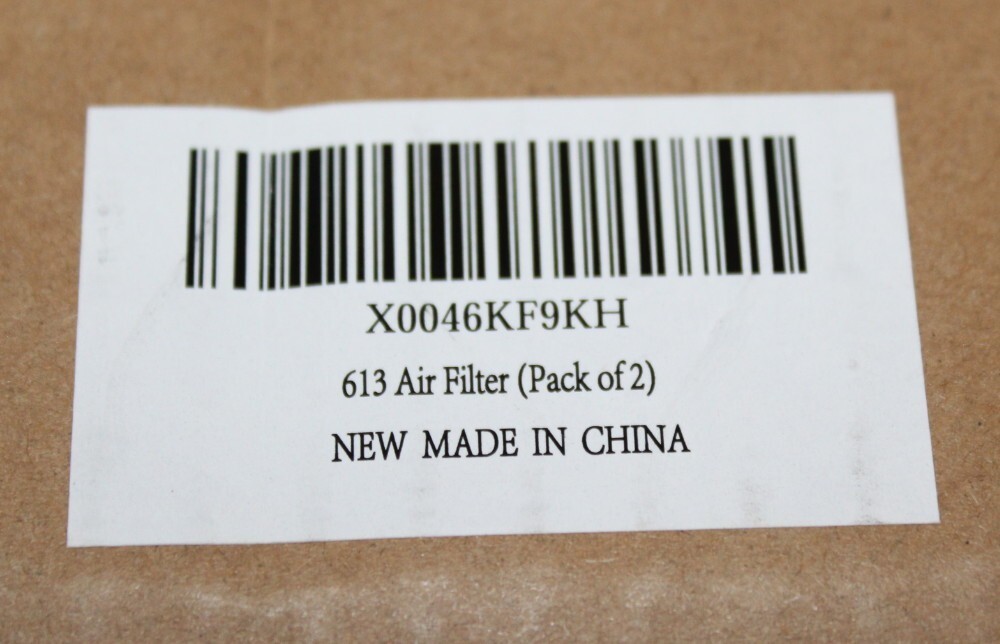 X0046KF9KH
613 Air Filter (Pack of 2)
NEW MADE IN CHINA